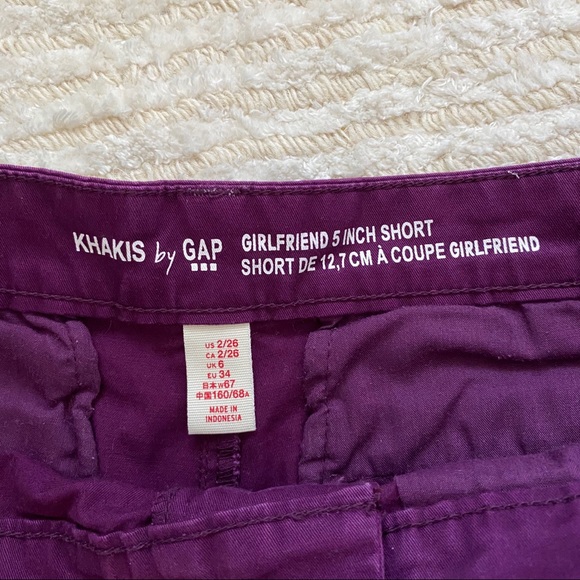 KHAKIS by GAP
GIRLFRIEND 5 INCH SHORT
SHORT DE 12,7 CM À COUPE GIRLFRIEND
US 2/26
CA 2/26
UK 6
EU 34
日本 W67
中国 160/68A
MADE IN
INDONESIA